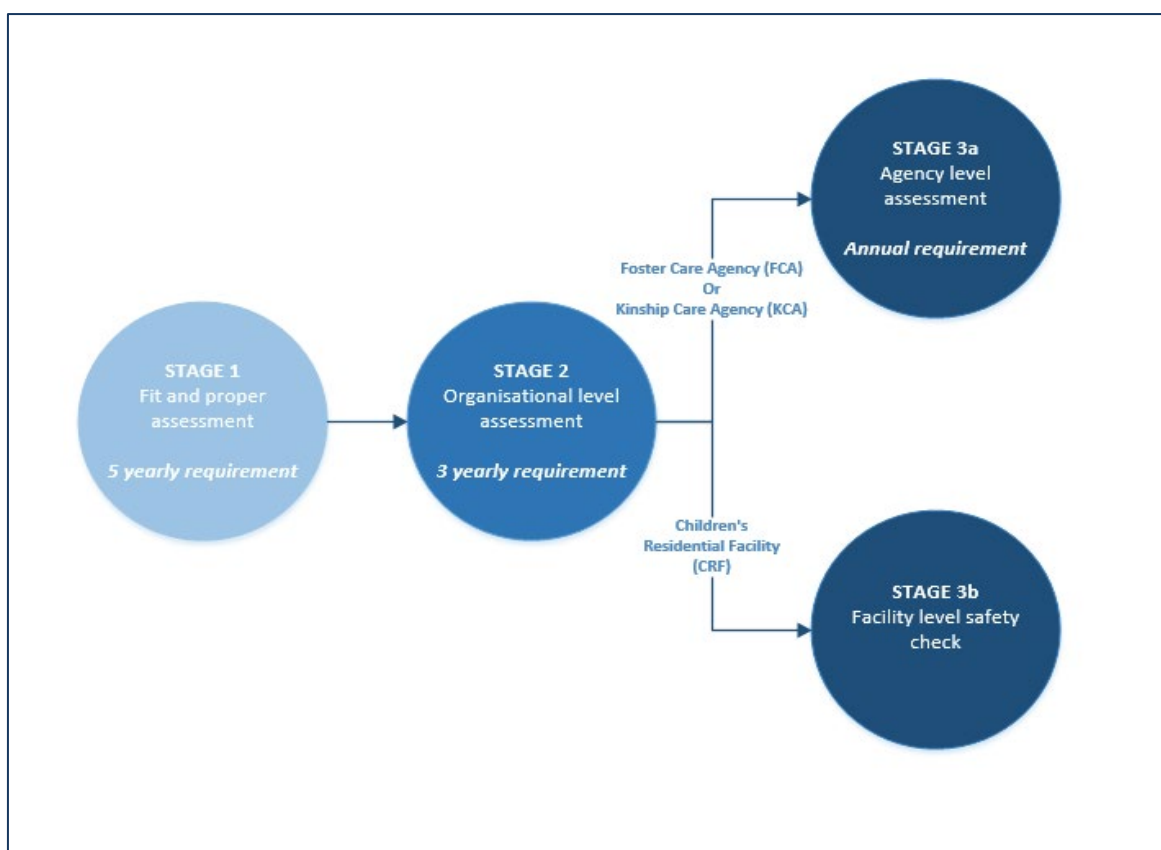 STAGE 1
Fit and proper
assessment
5 yearly requirement
STAGE 2
Organisational level
assessment
3 yearly requirement
Foster Care Agency (FCA)
Or
Kinship Care Agency (KCA)
STAGE 3a
Agency level
assessment
Annual requirement
Children's
Residential Facility
(CRF)
STAGE 3b
Facility level safety
check